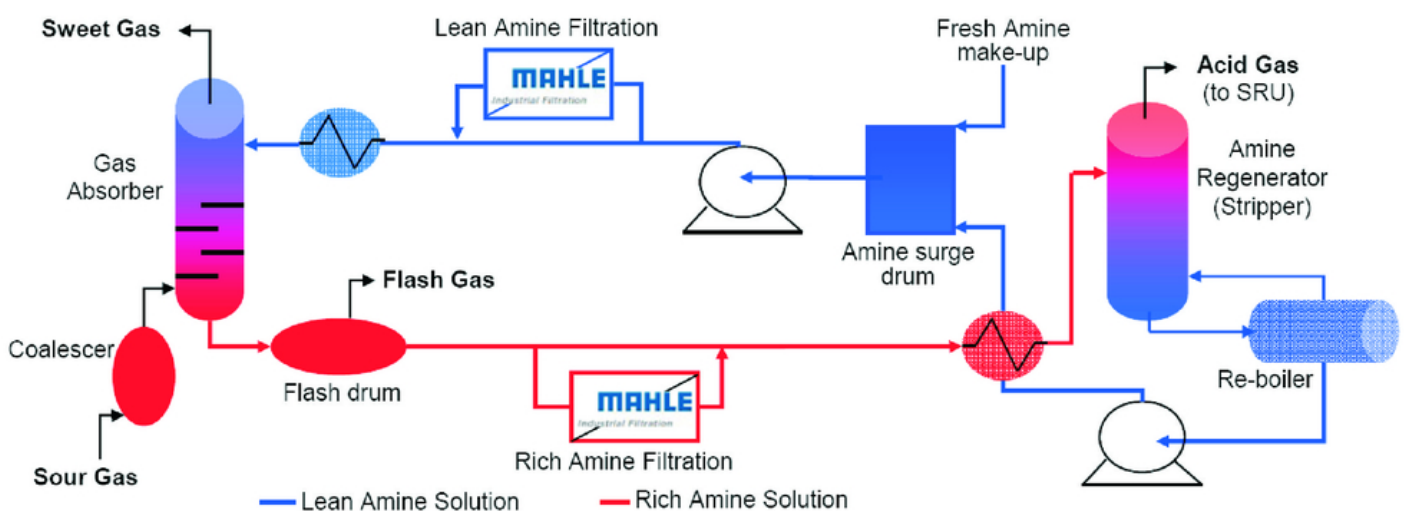 Sweet Gas
Lean Amine Filtration
MAHLE
Industrial Filtration
Fresh Amine
make-up
Acid Gas
(to SRU)
Gas
Absorber
Amine
Regenerator
(Stripper)
Amine surge
drum
Flash Gas
Coalescer
Flash drum
MAHLE
Industrial Filtration
Re-boiler
Sour Gas
Rich Amine Filtration
Lean Amine Solution
Rich Amine Solution